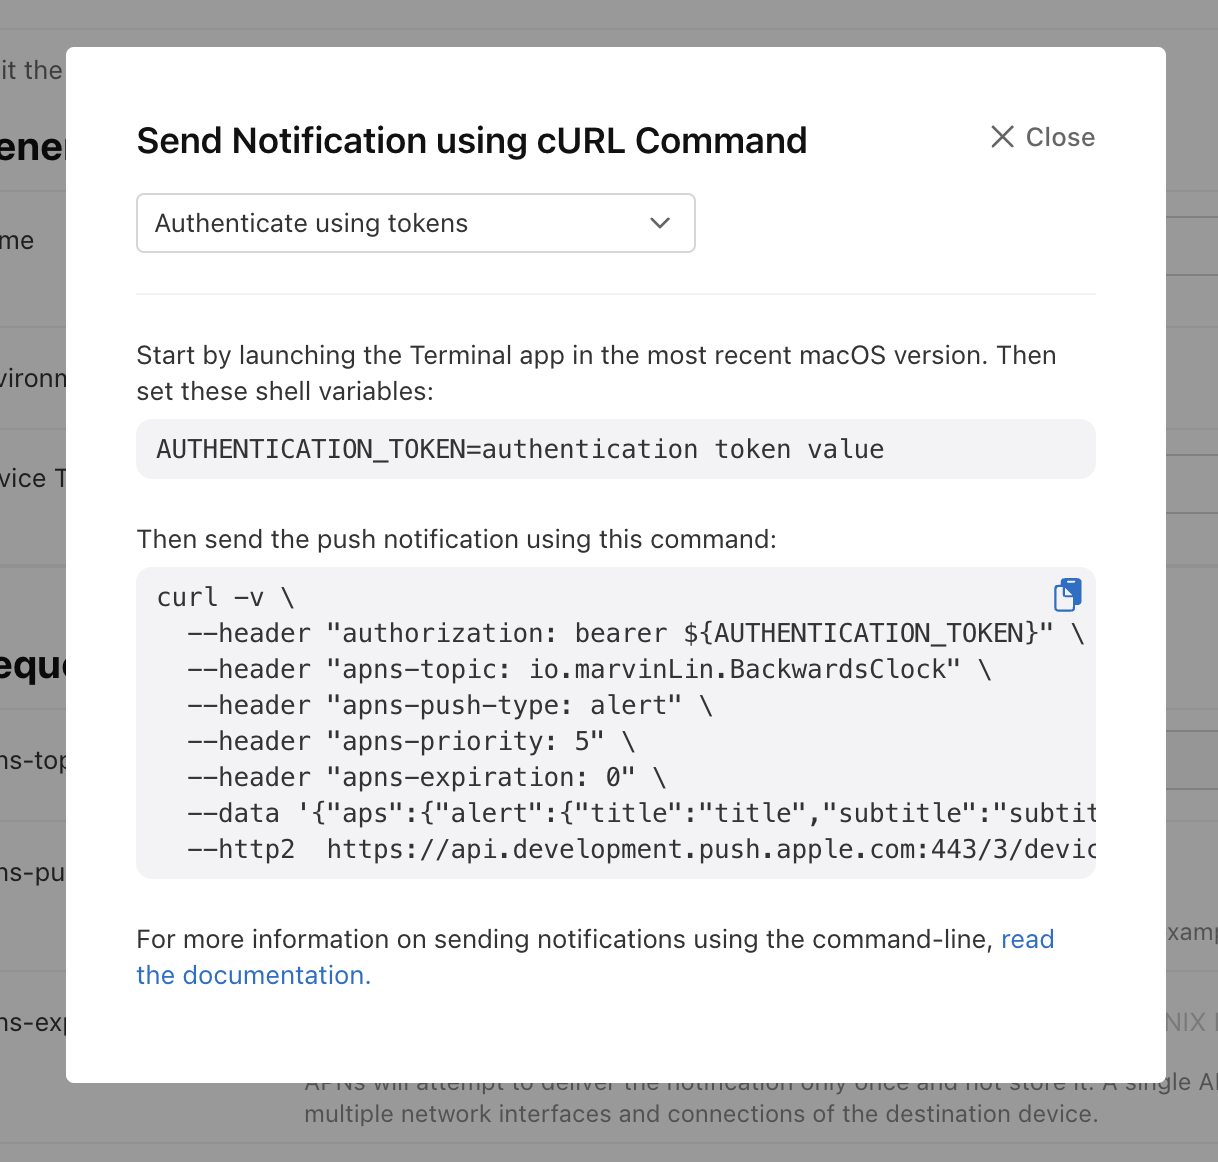 it the
ener
Send Notification using cURL Command
Close
Authenticate using tokens
me
Start by launching the Terminal app in the most recent macOS version. Then
set these shell variables:
vironm
AUTHENTICATION_TOKEN=authentication token value
vice T
Then send the push notification using this command:
curl -v \
--header "authorization: bearer ${AUTHENTICATION_TOKEN}" \
eque
--header "apns-topic: io.marvinLin.BackwardsClock" \
--header "apns-push-type: alert" \
--header "apns-priority: 5" \
ns-top
--header "apns-expiration: 0" \
--data '{"aps":{"alert":{"title":"title","subtitle":"subtit
--http2  https://api.development.push.apple.com:443/3/devic
ns-pu
For more information on sending notifications using the command-line, read
the documentation.
xamp
ns-exp
NIX
APNs will attempt to deliver the notification only once and not store it. A single AP
multiple network interfaces and connections of the destination device.